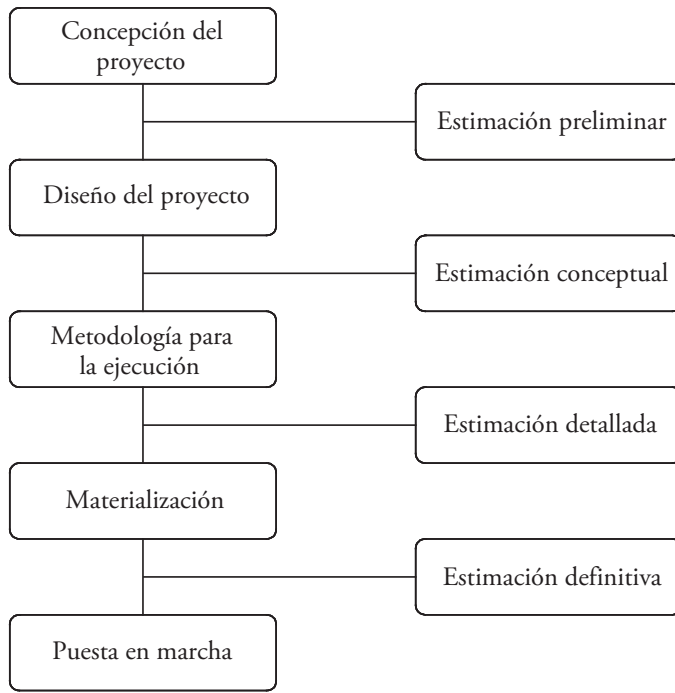 Concepción del
proyecto
Estimación preliminar
Diseño del proyecto
Estimación conceptual
Metodología para
la ejecución
Estimación detallada
Materialización
Estimación definitiva
Puesta en marcha